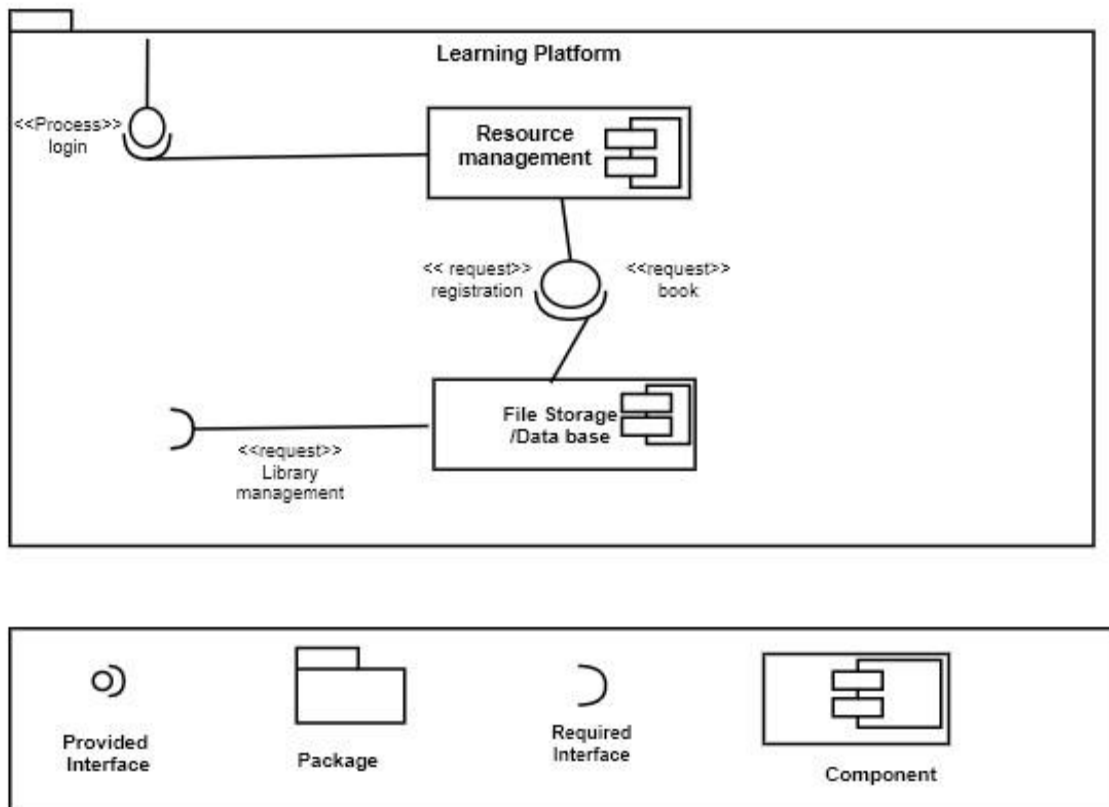 Learning Platform
<<Process>>
login
Resource
management
<< request>>
registration
<<request>>
book
File Storage
/Data base
<<request>>
Library
management
Provided
Interface
Package
Required
Interface
Component